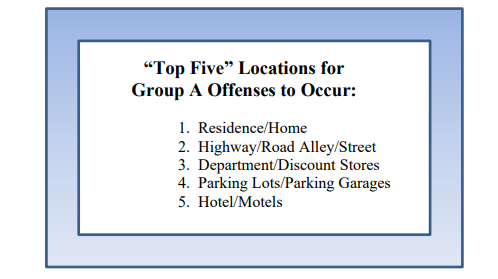 “Top Five” Locations for
Group A Offenses to Occur:
1. Residence/Home
2. Highway/Road Alley/Street
3. Department/Discount Stores
4. Parking Lots/Parking Garages
5. Hotel/Motels